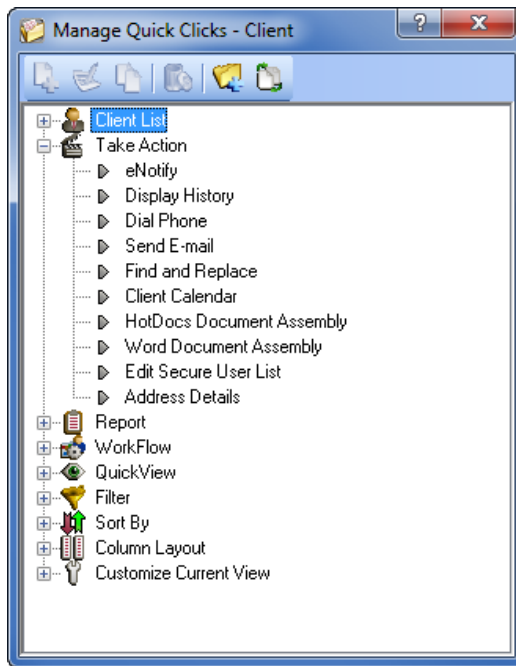 Manage Quick Clicks - Client
Client List
Take Action
eNotify
Display History
Dial Phone
Send E-mail
Find and Replace
Client Calendar
HotDocs Document Assembly
Word Document Assembly
Edit Secure User List
Address Details
Report
WorkFlow
QuickView
Filter
Sort By
Column Layout
Customize Current View